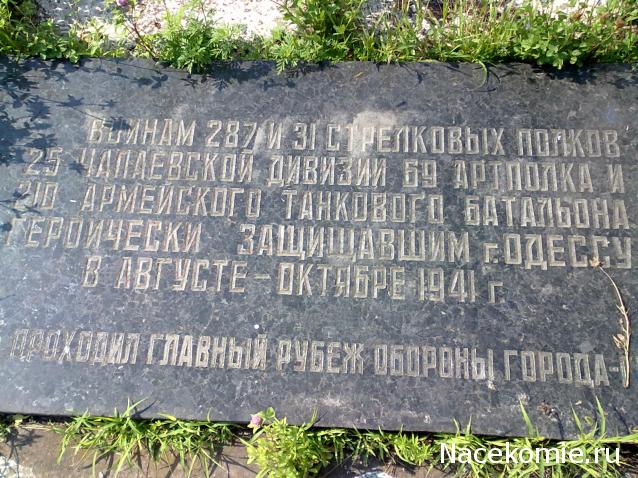 ВОИНАМ 287 И 31 СТРЕЛКОВЫХ ПОЛКОВ
25 ЧАПАЕВСКОЙ ДИВИЗИИ 69 АРТПОЛКА И
210 АРМЕЙСКОГО ТАНКОВОГО БАТАЛЬОНА
ГЕРОИЧЕСКИ ЗАЩИЩАВШИМ г. ОДЕССУ
В АВГУСТЕ - ОКТЯБРЕ 1941 г.
ПРОХОДИЛ ГЛАВНЫЙ РУБЕЖ ОБОРОНЫ ГОРОДА-
Nacekomie.ru